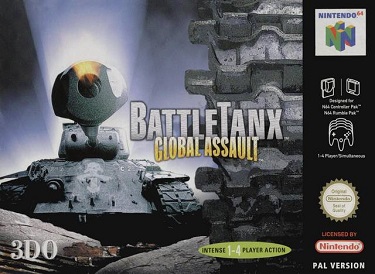 NINTENDO 64
Designed for
N64 Controller Pak™
N64 Rumble Pak™
1-4 Player/Simultaneous
BATTLETANX
GLOBAL ASSAULT
Original
Nintendo
Seal of
Quality
3DO
INTENSE 1-4 PLAYER ACTION
LICENSED BY
Nintendo
PAL VERSION